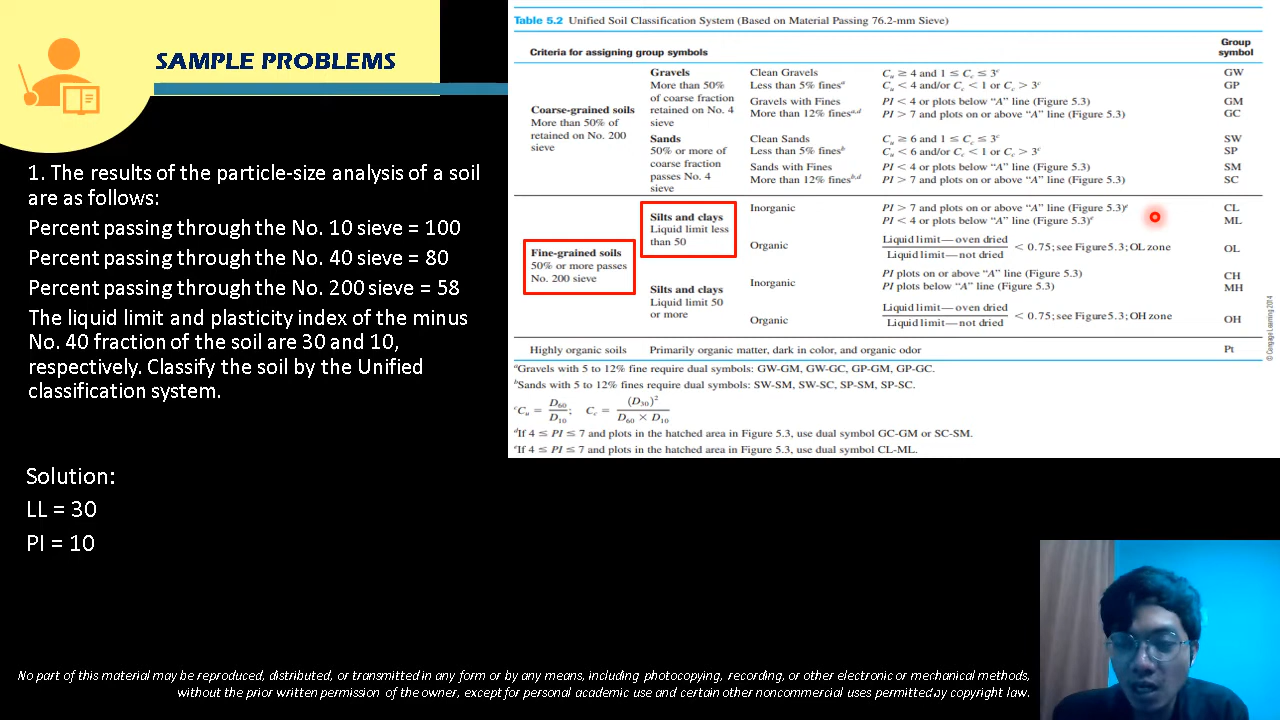 SAMPLE PROBLEMS
1. The results of the particle-size analysis of a soil
are as follows:
Percent passing through the No. 10 sieve = 100
Percent passing through the No. 40 sieve = 80
Percent passing through the No. 200 sieve = 58
The liquid limit and plasticity index of the minus
No. 40 fraction of the soil are 30 and 10,
respectively. Classify the soil by the Unified
classification system.
Solution:
LL = 30
PI = 10
Table 5.2 Unified Soil Classification System (Based on Material Passing 76.2-mm Sieve)
Criteria for assigning group symbols
Group
symbol
Coarse-grained soils
More than 50% of
retained on No. 200
sieve
Gravels
More than 50%
of coarse fraction
retained on No. 4
sieve
Clean Gravels
Less than 5% finesᵃ
Cᵤ ≥ 4 and 1 ≤ C꜀ ≤ 3ᶜ GW
Cᵤ < 4 and/or C꜀ < 1 or C꜀ > 3ᶜ GP
Gravels with Fines
More than 12% finesᵃ,ᵈ
PI < 4 or plots below “A” line (Figure 5.3) GM
PI > 7 and plots on or above “A” line (Figure 5.3) GC
Sands
50% or more of
coarse fraction
passes No. 4
sieve
Clean Sands
Less than 5% finesᵇ
Cᵤ ≥ 6 and 1 ≤ C꜀ ≤ 3ᶜ SW
Cᵤ < 6 and/or C꜀ < 1 or C꜀ > 3ᶜ SP
Sands with Fines
More than 12% finesᵇ,ᵈ
PI < 4 or plots below “A” line (Figure 5.3) SM
PI > 7 and plots on or above “A” line (Figure 5.3) SC
Fine-grained soils
50% or more passes
No. 200 sieve
Silts and clays
Liquid limit less
than 50
Inorganic
PI > 7 and plots on or above “A” line (Figure 5.3)ᵉ CL
PI < 4 or plots below “A” line (Figure 5.3)ᵉ ML
Organic
Liquid limit—oven dried
Liquid limit—not dried
< 0.75; see Figure5.3; OL zone OL
Silts and clays
Liquid limit 50
or more
Inorganic
PI plots on or above “A” line (Figure 5.3) CH
PI plots below “A” line (Figure 5.3) MH
Organic
Liquid limit—oven dried
Liquid limit—not dried
< 0.75; see Figure5.3; OH zone OH
Highly organic soils Primarily organic matter, dark in color, and organic odor Pt
ᵃGravels with 5 to 12% fine require dual symbols: GW-GM, GW-GC, GP-GM, GP-GC.
ᵇSands with 5 to 12% fines require dual symbols: SW-SM, SW-SC, SP-SM, SP-SC.
ᶜCᵤ = D₆₀ / D₁₀; C꜀ = (D₃₀)² / D₆₀ × D₁₀
ᵈIf 4 ≤ PI ≤ 7 and plots in the hatched area in Figure 5.3, use dual symbol GC-GM or SC-SM.
ᵉIf 4 ≤ PI ≤ 7 and plots in the hatched area in Figure 5.3, use dual symbol CL-ML.
© Cengage Learning 2014
No part of this material may be reproduced, distributed, or transmitted in any form or by any means, including photocopying, recording, or other electronic or mechanical methods,
without the prior written permission of the owner, except for personal academic use and certain other noncommercial uses permitted by copyright law.